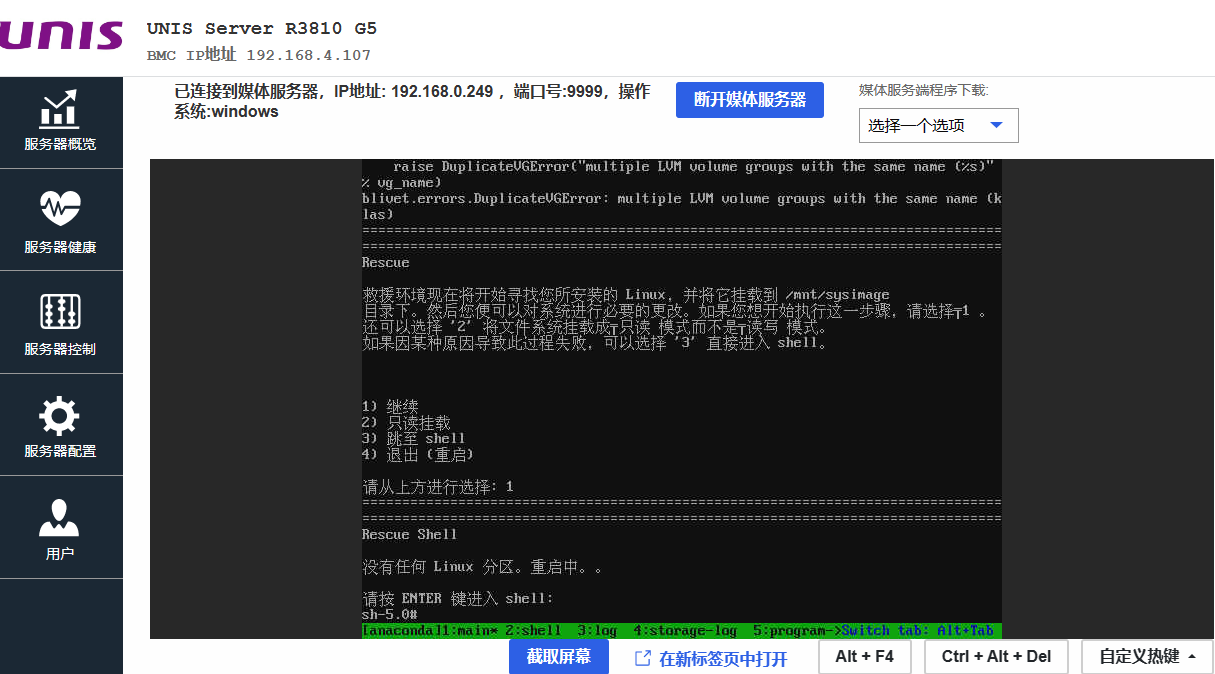 UNIS
UNIS Server R3810 G5
BMC IP地址 192.168.4.107
服务器概览
服务器健康
服务器控制
服务器配置
用户
已连接到媒体服务器，IP地址: 192.168.0.249 ，端口号:9999，操作
系统:windows
断开媒体服务器
媒体服务端程序下载:
选择一个选项
raise DuplicateVGError("multiple LVM volume groups with the same name (%s)"
% vg_name)
blivet.errors.DuplicateVGError: multiple LVM volume groups with the same name (k
las)
================================================================================
================================================================================
Rescue
救援环境现在将开始寻找您所安装的 Linux，并将它挂载到 /mnt/sysimage
目录下。然后您便可以对系统进行必要的更改。如果您想开始执行这一步骤，请选择┬1 。
还可以选择 '2' 将文件系统挂载成┬只读 模式而不是┬读写 模式。
如果因某种原因导致此过程失败，可以选择 '3' 直接进入 shell。
1) 继续
2) 只读挂载
3) 跳至 shell
4) 退出 (重启)
请从上方进行选择: 1
================================================================================
================================================================================
Rescue Shell
没有任何 Linux 分区。重启中。。
请按 ENTER 键进入 shell:
sh-5.0#
[anaconda]1:main* 2:shell  3:log  4:storage-log  5:program->Switch tab: Alt+Tab
截取屏幕
在新标签页中打开
Alt + F4
Ctrl + Alt + Del
自定义热键